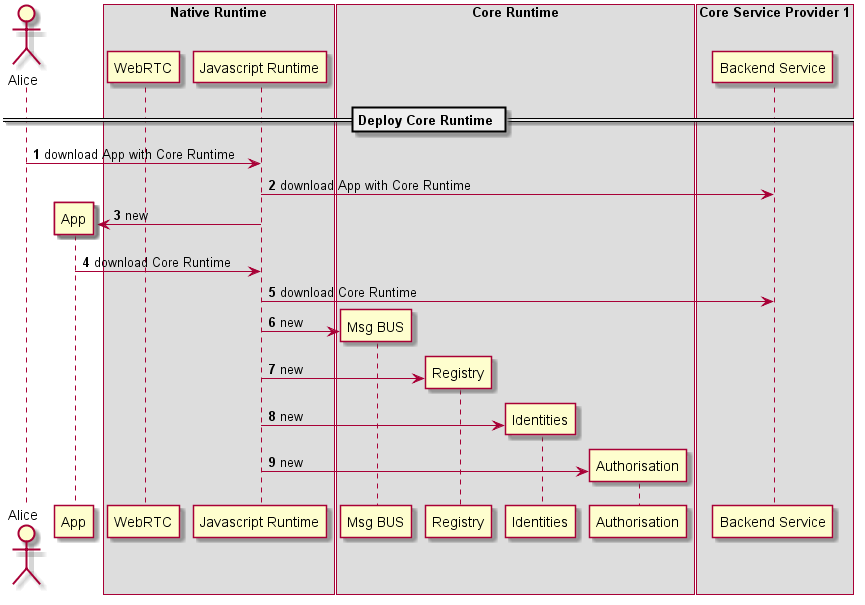 Native Runtime
Core Runtime
Core Service Provider 1
Alice
WebRTC
Javascript Runtime
Backend Service
Deploy Core Runtime
1 download App with Core Runtime
2 download App with Core Runtime
App
3 new
4 download Core Runtime
5 download Core Runtime
6 new
Msg BUS
7 new
Registry
8 new
Identities
9 new
Authorisation
Alice
App
WebRTC
Javascript Runtime
Msg BUS
Registry
Identities
Authorisation
Backend Service